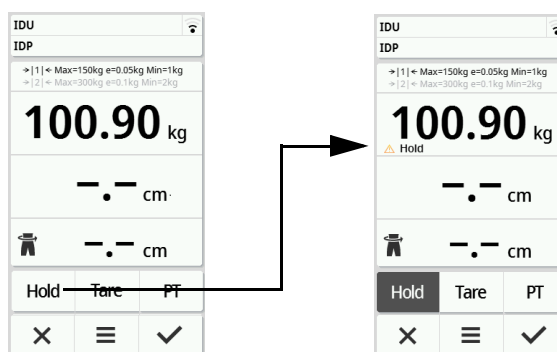 IDU
IDP
→|1|← Max=150kg e=0.05kg Min=1kg
→|2|← Max=300kg e=0.1kg Min=2kg
100.90 kg
--.-- cm
--.-- cm
Hold Tare PT
IDU
IDP
→|1|← Max=150kg e=0.05kg Min=1kg
→|2|← Max=300kg e=0.1kg Min=2kg
100.90 kg
Hold
--.-- cm
--.-- cm
Hold Tare PT